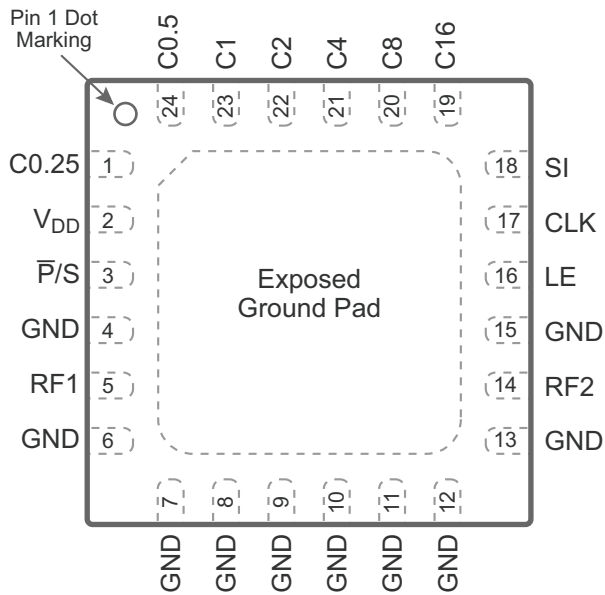 Pin 1 Dot
Marking
C0.5
C1
C2
C4
C8
C16
24
23
22
21
20
19
C0.25 1
18 SI
V_DD 2
17 CLK
P̅/S 3
16 LE
Exposed
Ground Pad
GND 4
15 GND
RF1 5
14 RF2
GND 6
13 GND
7
8
9
10
11
12
GND
GND
GND
GND
GND
GND